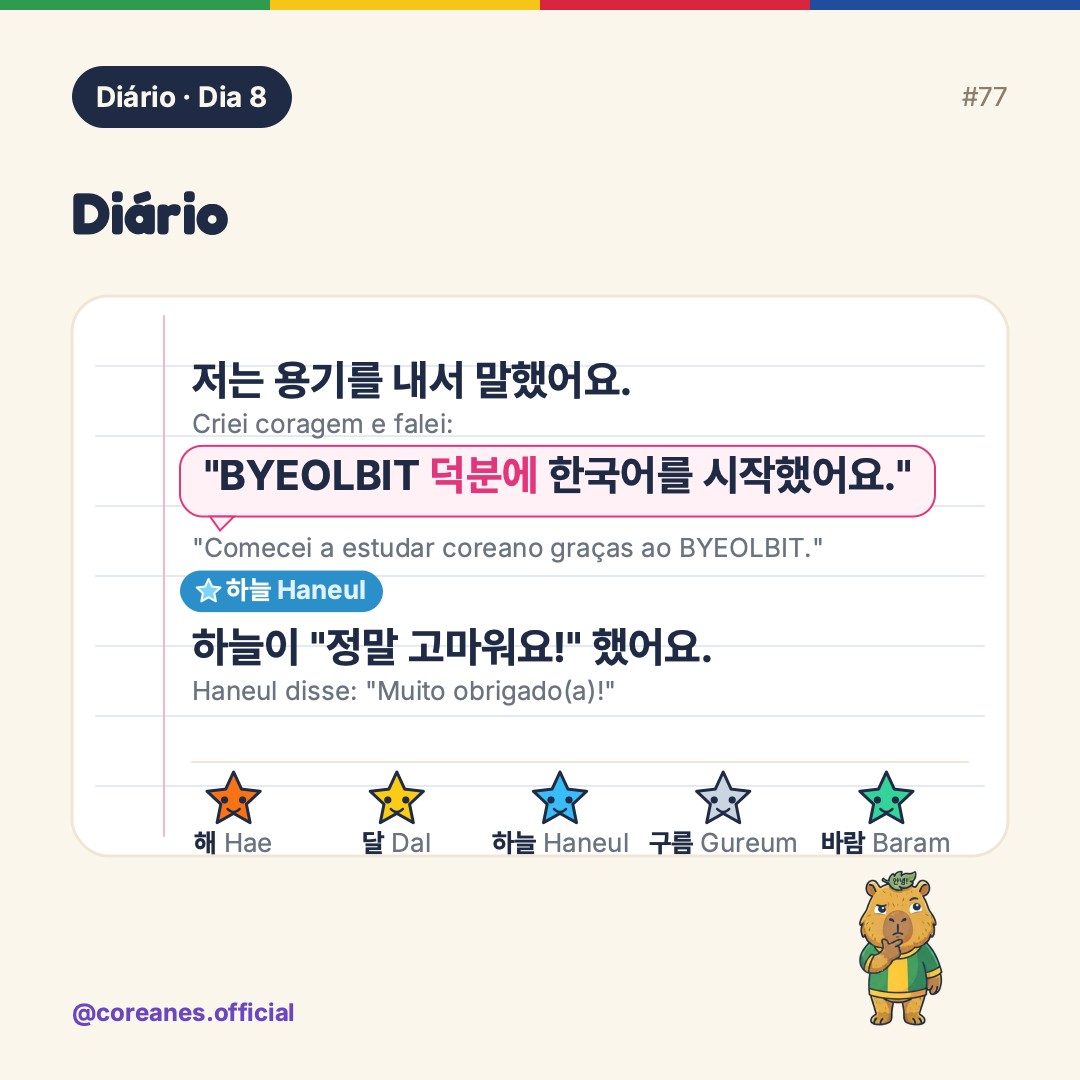 Diário · Dia 8
#77
Diário
저는 용기를 내서 말했어요.
Criei coragem e falei:
"BYEOLBIT 덕분에 한국어를 시작했어요."
"Comecei a estudar coreano graças ao BYEOLBIT."
하늘 Haneul
하늘이 "정말 고마워요!" 했어요.
Haneul disse: "Muito obrigado(a)!"
해 Hae
달 Dal
하늘 Haneul
구름 Gureum
바람 Baram
안녕!
@coreanes.official